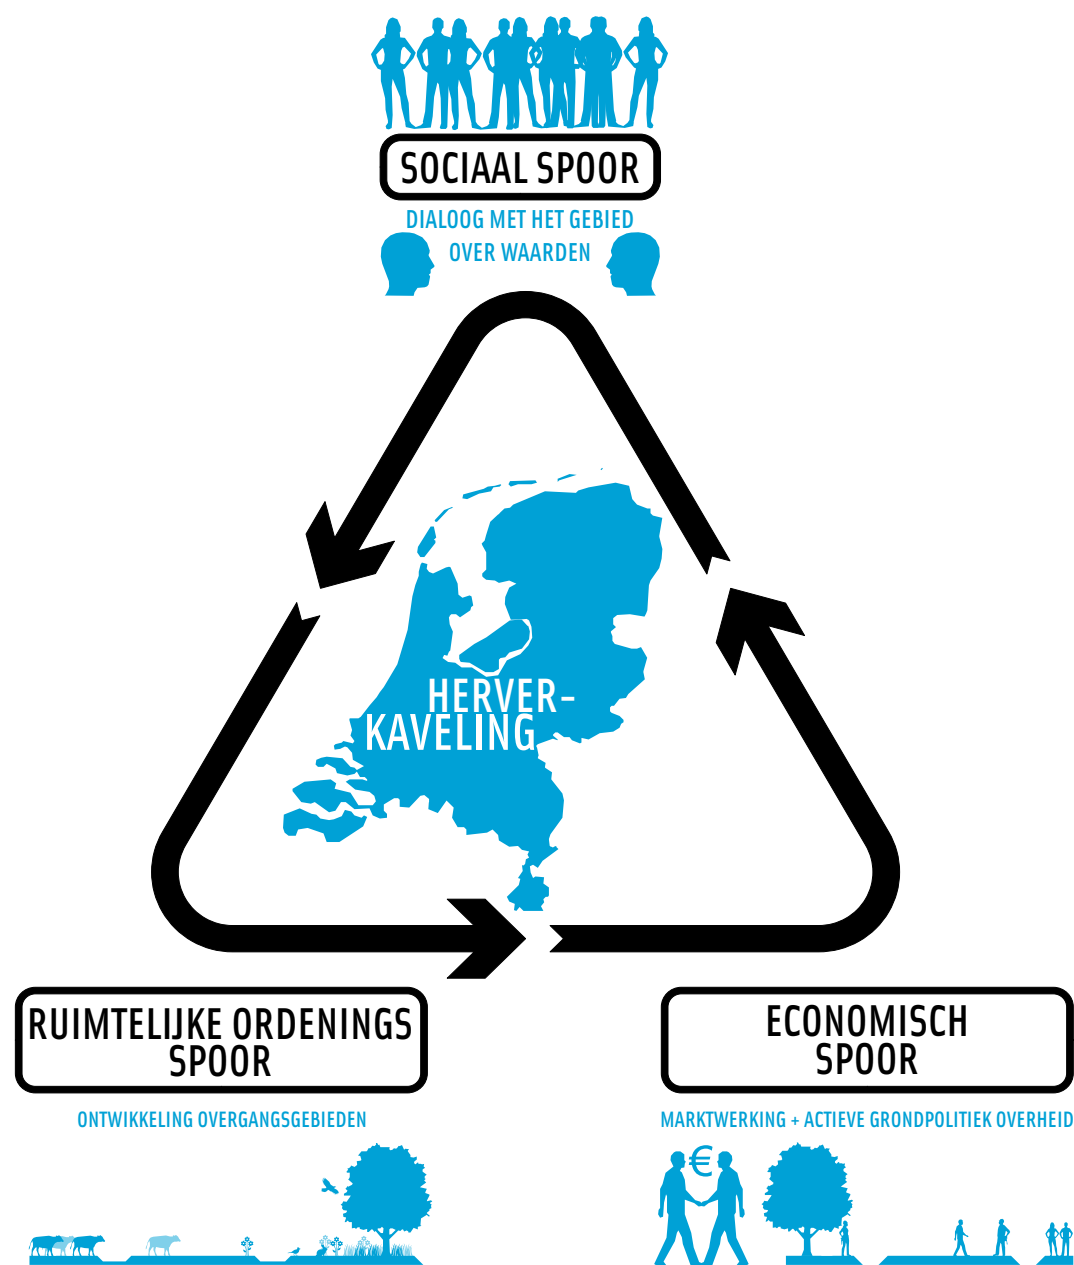 SOCIAAL SPOOR
DIALOOG MET HET GEBIED
OVER WAARDEN
HERVER-
KAVELING
RUIMTELIJKE ORDENINGS
SPOOR
ONTWIKKELING OVERGANGSGEBIEDEN
ECONOMISCH
SPOOR
MARKTWERKING + ACTIEVE GRONDPOLITIEK OVERHEID
€